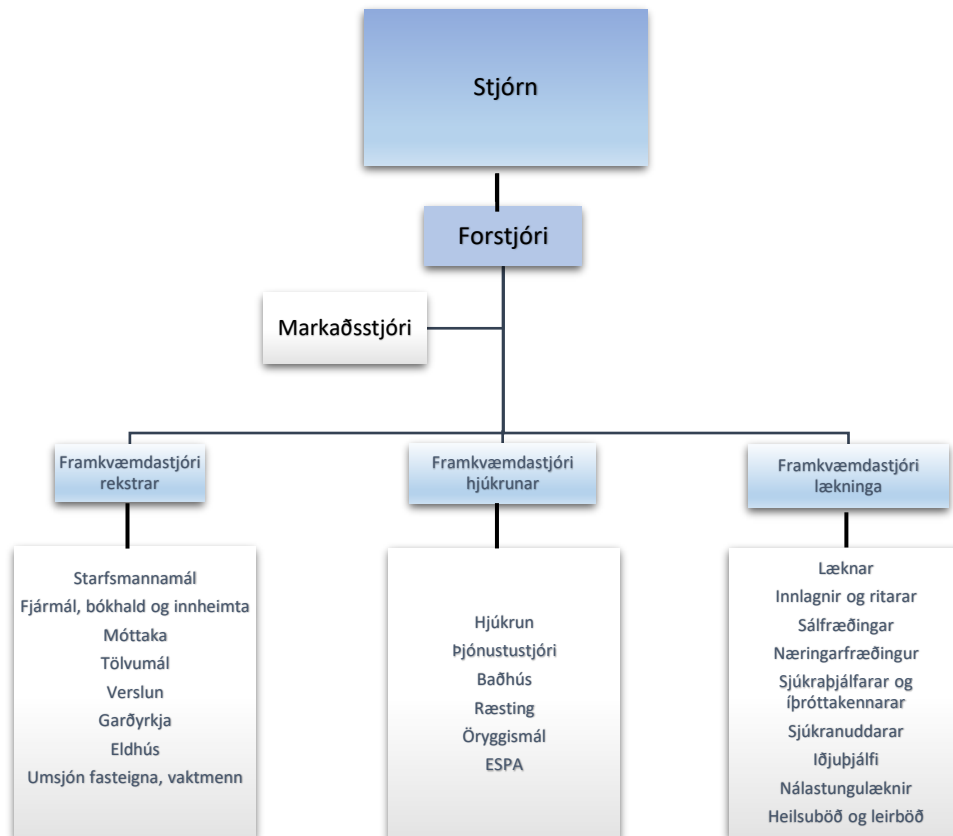 Stjórn
Forstjóri
Markaðsstjóri
Framkvæmdastjóri
rekstrar
Framkvæmdastjóri
hjúkrunar
Framkvæmdastjóri
lækninga
Starfsmannamál
Fjármál, bókhald og innheimta
Móttaka
Tölvumál
Verslun
Garðyrkja
Eldhús
Umsjón fasteigna, vaktmenn
Hjúkrun
Þjónustustjóri
Baðhús
Ræsting
Öryggismál
ESPA
Læknar
Innlagnir og ritarar
Sálfræðingar
Næringarfræðingur
Sjúkraþjálfarar og
íþróttakennarar
Sjúkranuddarar
Iðjuþjálfi
Nálastungulæknir
Heilsuböð og leirböð